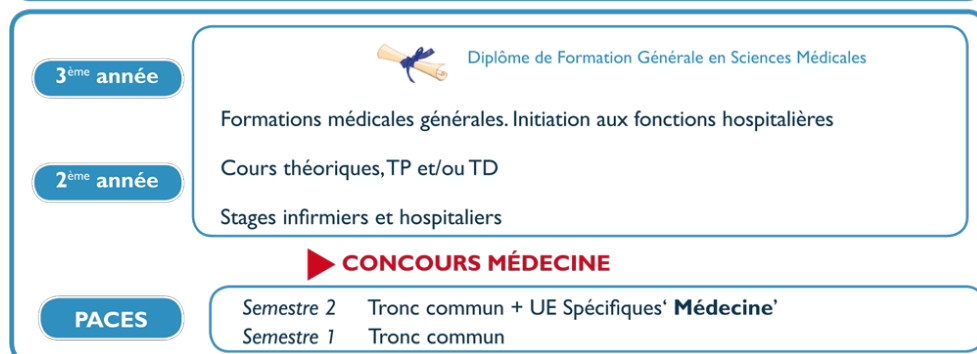 Diplôme de Formation Générale en Sciences Médicales
3ème année
Formations médicales générales. Initiation aux fonctions hospitalières
Cours théoriques, TP et/ou TD
2ème année
Stages infirmiers et hospitaliers
CONCOURS MÉDECINE
PACES
Semestre 2 Tronc commun + UE Spécifiques‘ Médecine’
Semestre 1 Tronc commun